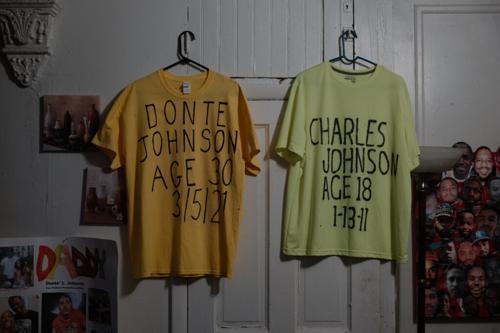 DONTE
JOHNSON
AGE 30
3/5/21
CHARLES
JOHNSON
AGE 18
1-13-11
DADDY